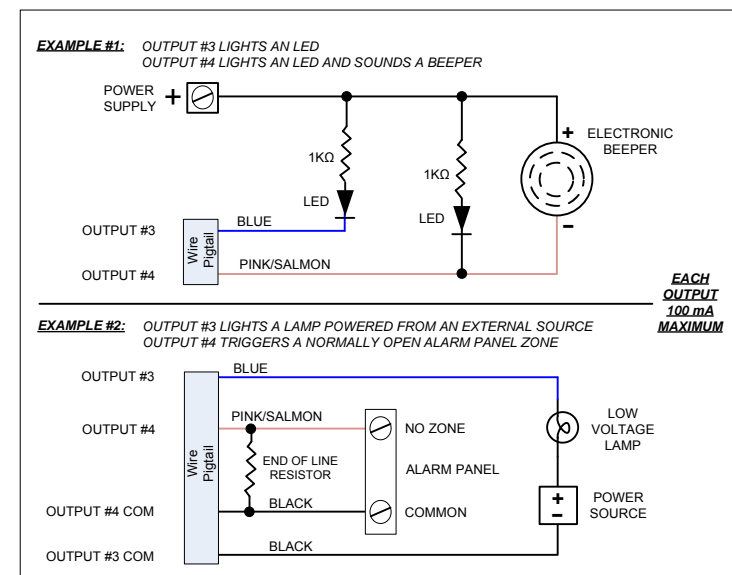 EXAMPLE #1: OUTPUT #3 LIGHTS AN LED
OUTPUT #4 LIGHTS AN LED AND SOUNDS A BEEPER
POWER
SUPPLY
+
+
ELECTRONIC
BEEPER
1KΩ
1KΩ
LED
LED
–
OUTPUT #3
BLUE
Wire
Pigtail
OUTPUT #4
PINK/SALMON
EACH
OUTPUT
100 mA
MAXIMUM
EXAMPLE #2: OUTPUT #3 LIGHTS A LAMP POWERED FROM AN EXTERNAL SOURCE
OUTPUT #4 TRIGGERS A NORMALLY OPEN ALARM PANEL ZONE
OUTPUT #3
BLUE
OUTPUT #4
PINK/SALMON
NO ZONE
LOW
VOLTAGE
LAMP
Wire
Pigtail
END OF LINE
RESISTOR
ALARM PANEL
OUTPUT #4 COM
BLACK
COMMON
+
–
POWER
SOURCE
OUTPUT #3 COM
BLACK